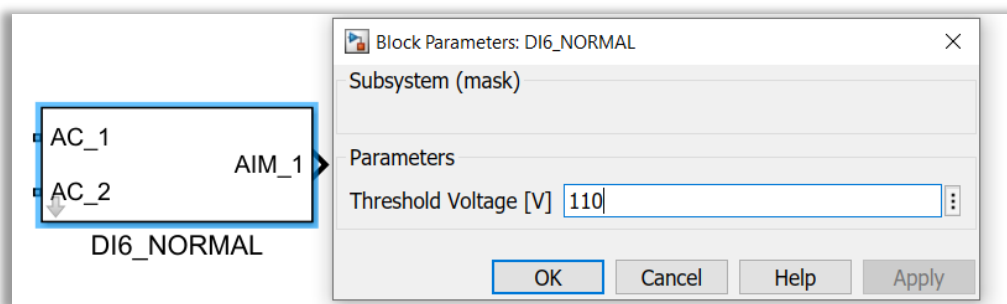 AC_1
AC_2
AIM_1
DI6_NORMAL
Block Parameters: DI6_NORMAL
Subsystem (mask)
Parameters
Threshold Voltage [V] 110
OK Cancel Help Apply